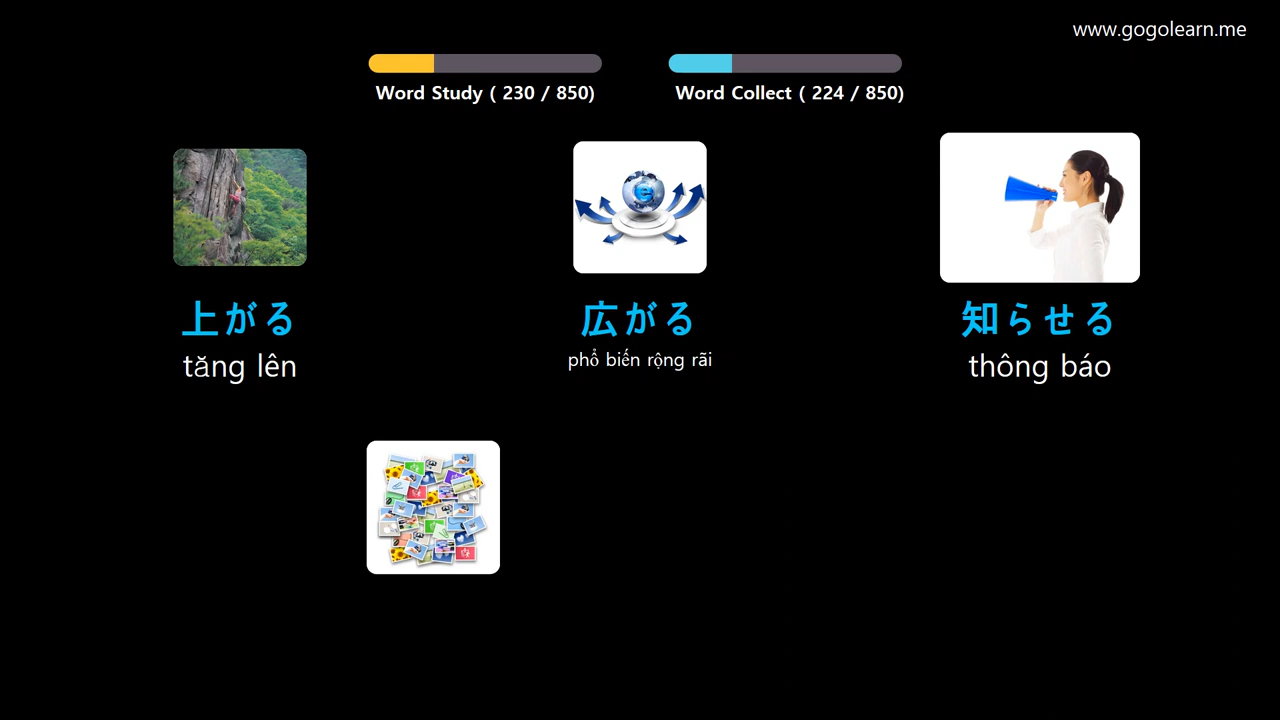 www.gogolearn.me
Word Study ( 230 / 850)
Word Collect ( 224 / 850)
上がる
tăng lên
広がる
phổ biến rộng rãi
知らせる
thông báo